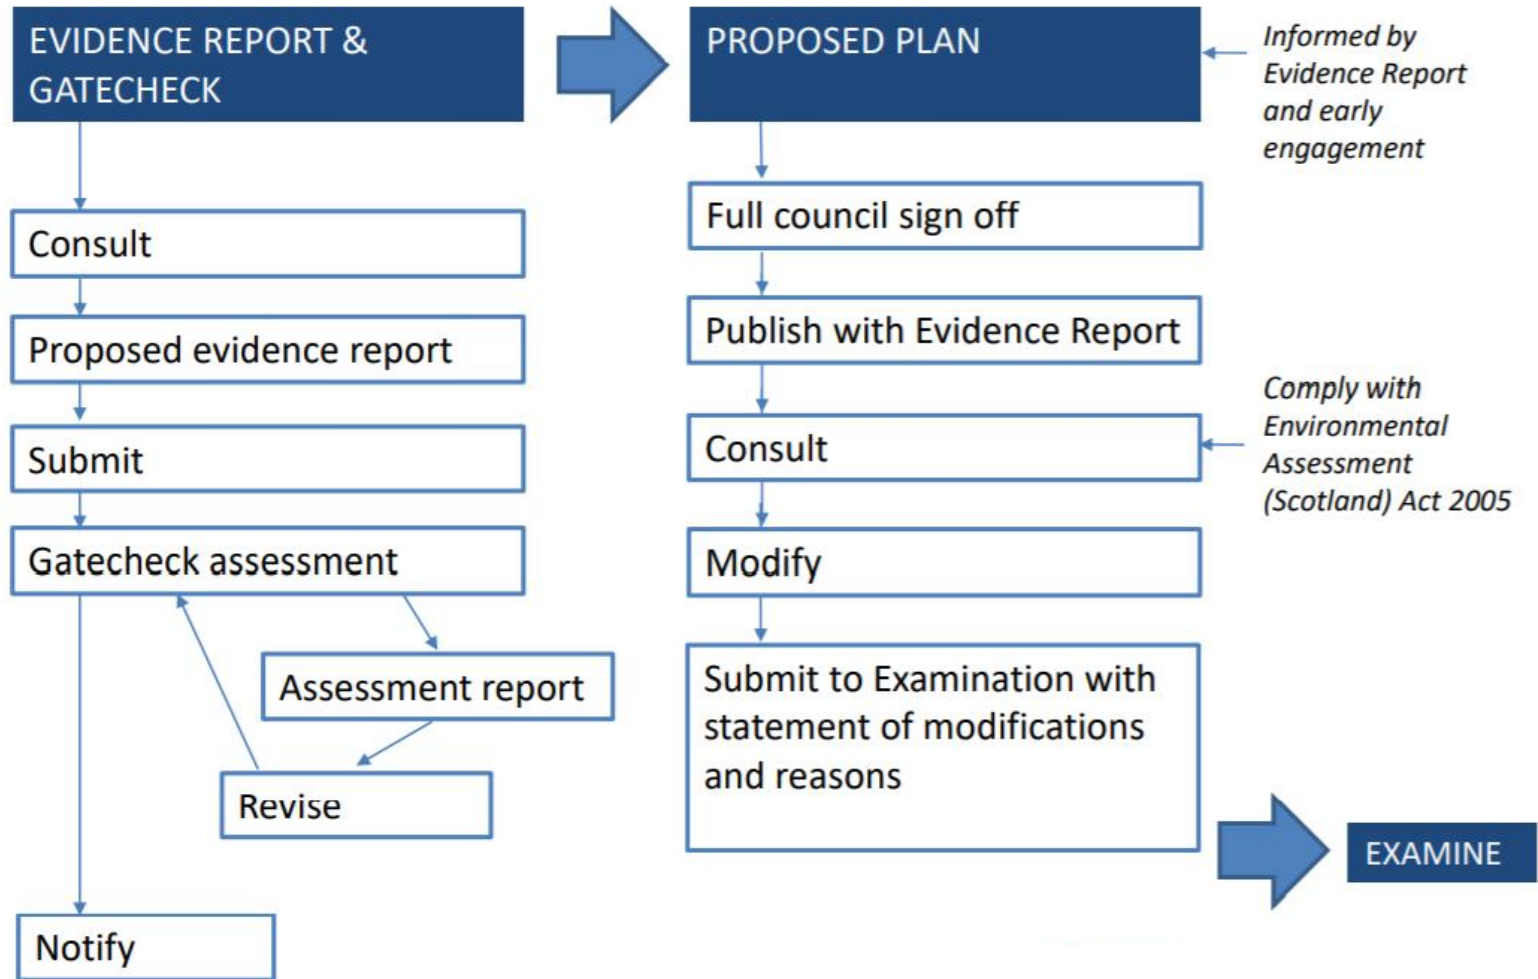 EVIDENCE REPORT &
GATECHECK
Consult
Proposed evidence report
Submit
Gatecheck assessment
Assessment report
Revise
Notify
PROPOSED PLAN
Informed by
Evidence Report
and early
engagement
Full council sign off
Publish with Evidence Report
Consult
Comply with
Environmental
Assessment
(Scotland) Act 2005
Modify
Submit to Examination with
statement of modifications
and reasons
EXAMINE